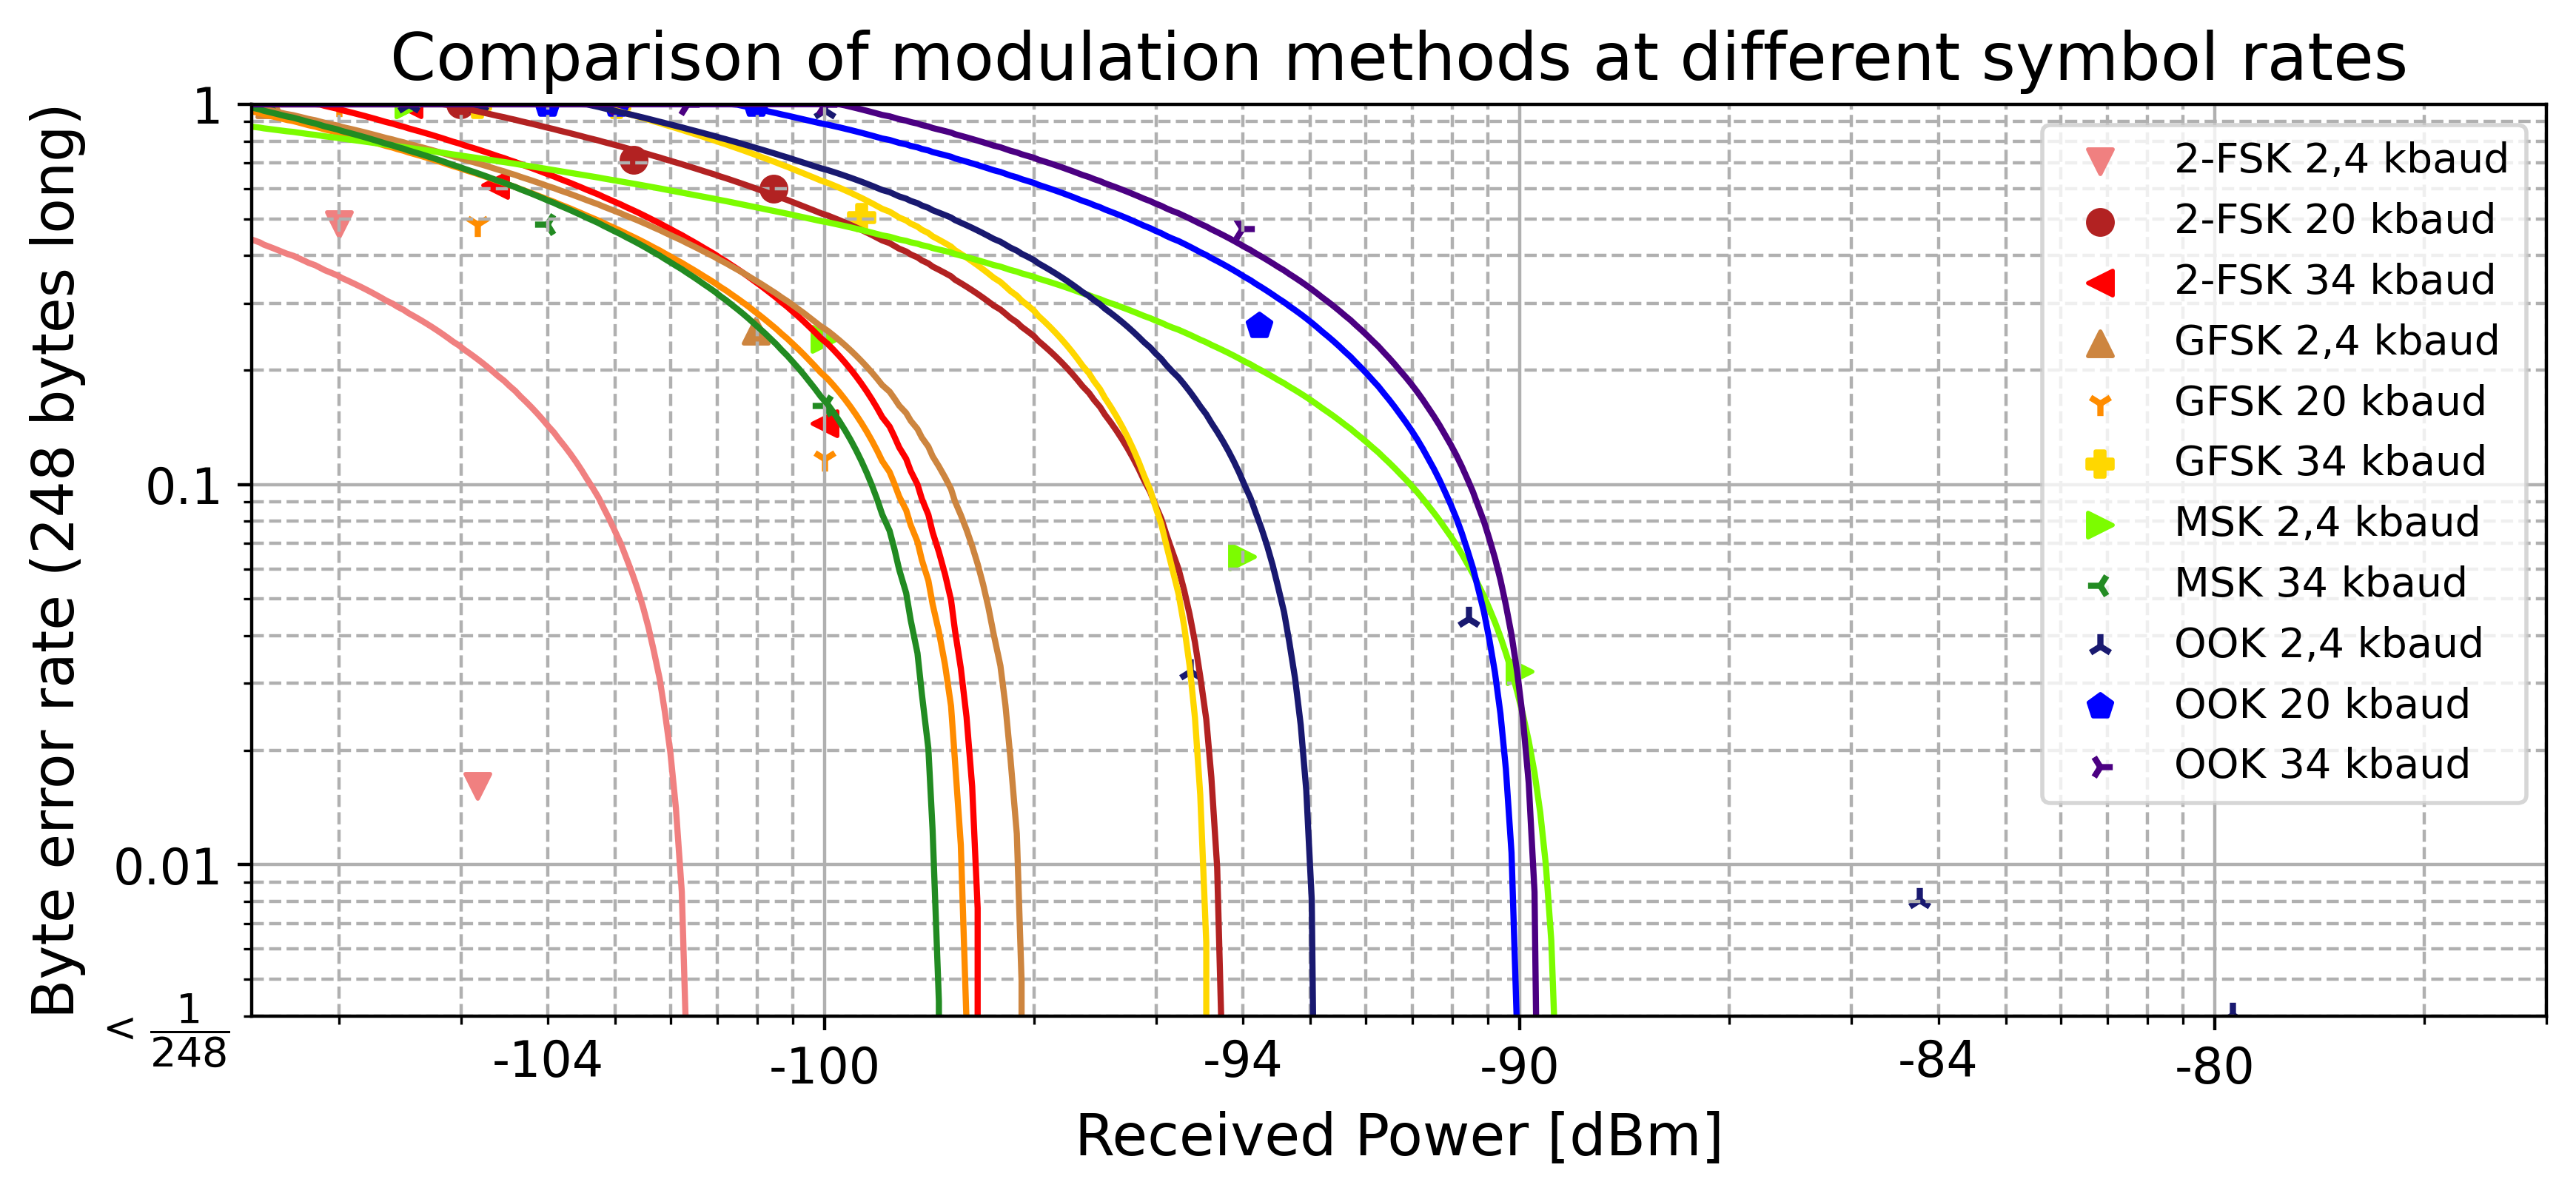 Comparison of modulation methods at different symbol rates
Byte error rate (248 bytes long)
1
0.1
0.01
< 1/248
2-FSK 2,4 kbaud
2-FSK 20 kbaud
2-FSK 34 kbaud
GFSK 2,4 kbaud
GFSK 20 kbaud
GFSK 34 kbaud
MSK 2,4 kbaud
MSK 34 kbaud
OOK 2,4 kbaud
OOK 20 kbaud
OOK 34 kbaud
-104 -100 -94 -90 -84 -80
Received Power [dBm]